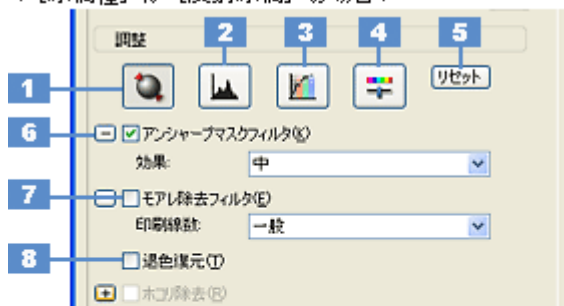 調整
2
3
4
5
1
リセット
6
アンシャープマスクフィルタ(K)
効果: 中
7
モアレ除去フィルタ(E)
印刷線数: 一般
8
退色復元(T)
ホコリ除去(R)